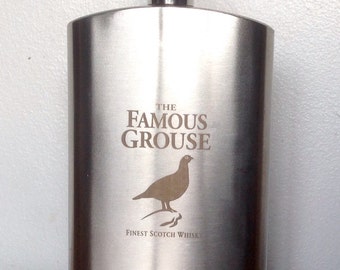 THE
FAMOUS
GROUSE
FINEST SCOTCH WHISKY